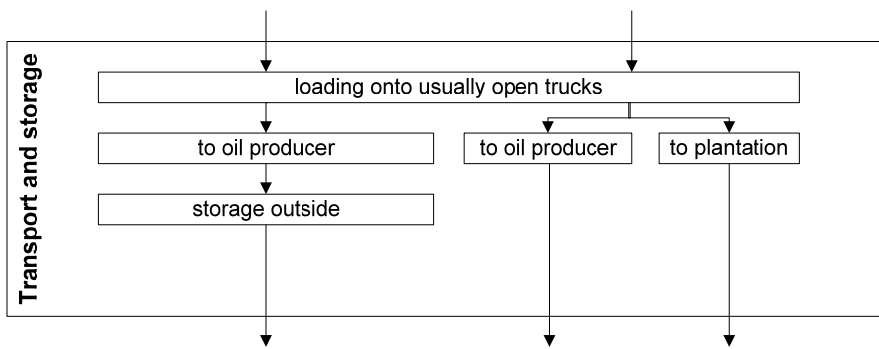 Transport and storage
loading onto usually open trucks
to oil producer
to oil producer
to plantation
storage outside